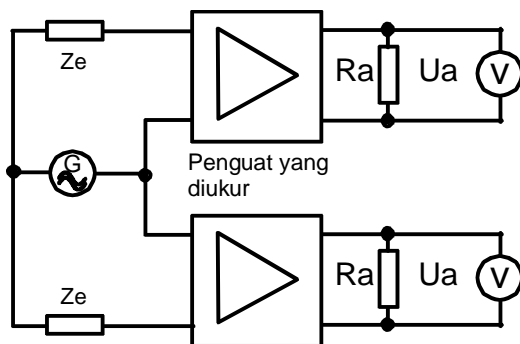 Ze
Ra Ua V
G
Penguat yang
diukur
Ze
Ra Ua V